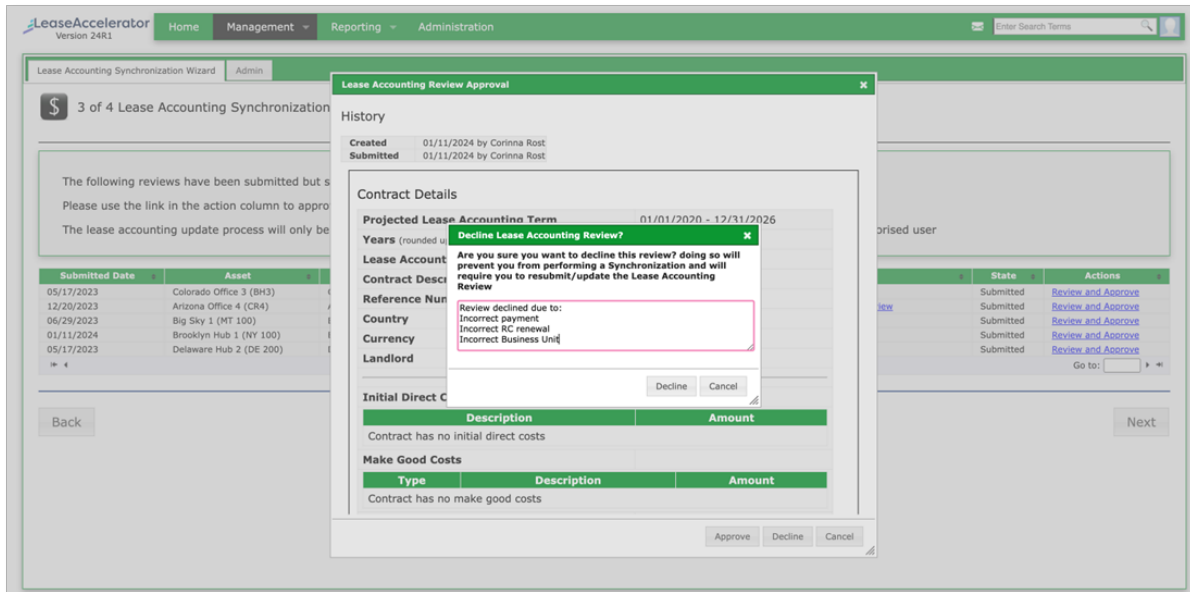 LeaseAccelerator
Version 24R1
Home Management Reporting Administration Enter Search Terms
Lease Accounting Synchronization Wizard Admin
$ 3 of 4 Lease Accounting Synchronization
The following reviews have been submitted but s
Please use the link in the action column to appro
The lease accounting update process will only be
orised user
Submitted Date Asset State Actions
05/17/2023 Colorado Office 3 (BH3) Submitted Review and Approve
12/20/2023 Arizona Office 4 (CR4) iew Submitted Review and Approve
06/29/2023 Big Sky 1 (MT 100) Submitted Review and Approve
01/11/2024 Brooklyn Hub 1 (NY 100) Submitted Review and Approve
05/17/2023 Delaware Hub 2 (DE 200) Submitted Review and Approve
Go to:
Back Next
Lease Accounting Review Approval x
History
Created 01/11/2024 by Corinna Rost
Submitted 01/11/2024 by Corinna Rost
Contract Details
Projected Lease Accounting Term 01/01/2020 - 12/31/2026
Years (rounded u
Lease Account
Contract Descr
Reference Num
Country
Currency
Landlord
Initial Direct C
Description Amount
Contract has no initial direct costs
Make Good Costs
Type Description Amount
Contract has no make good costs
Approve Decline Cancel
Decline Lease Accounting Review? x
Are you sure you want to decline this review? doing so will
prevent you from performing a Synchronization and will
require you to resubmit/update the Lease Accounting
Review
Review declined due to:
Incorrect payment
Incorrect RC renewal
Incorrect Business Unit
Decline Cancel